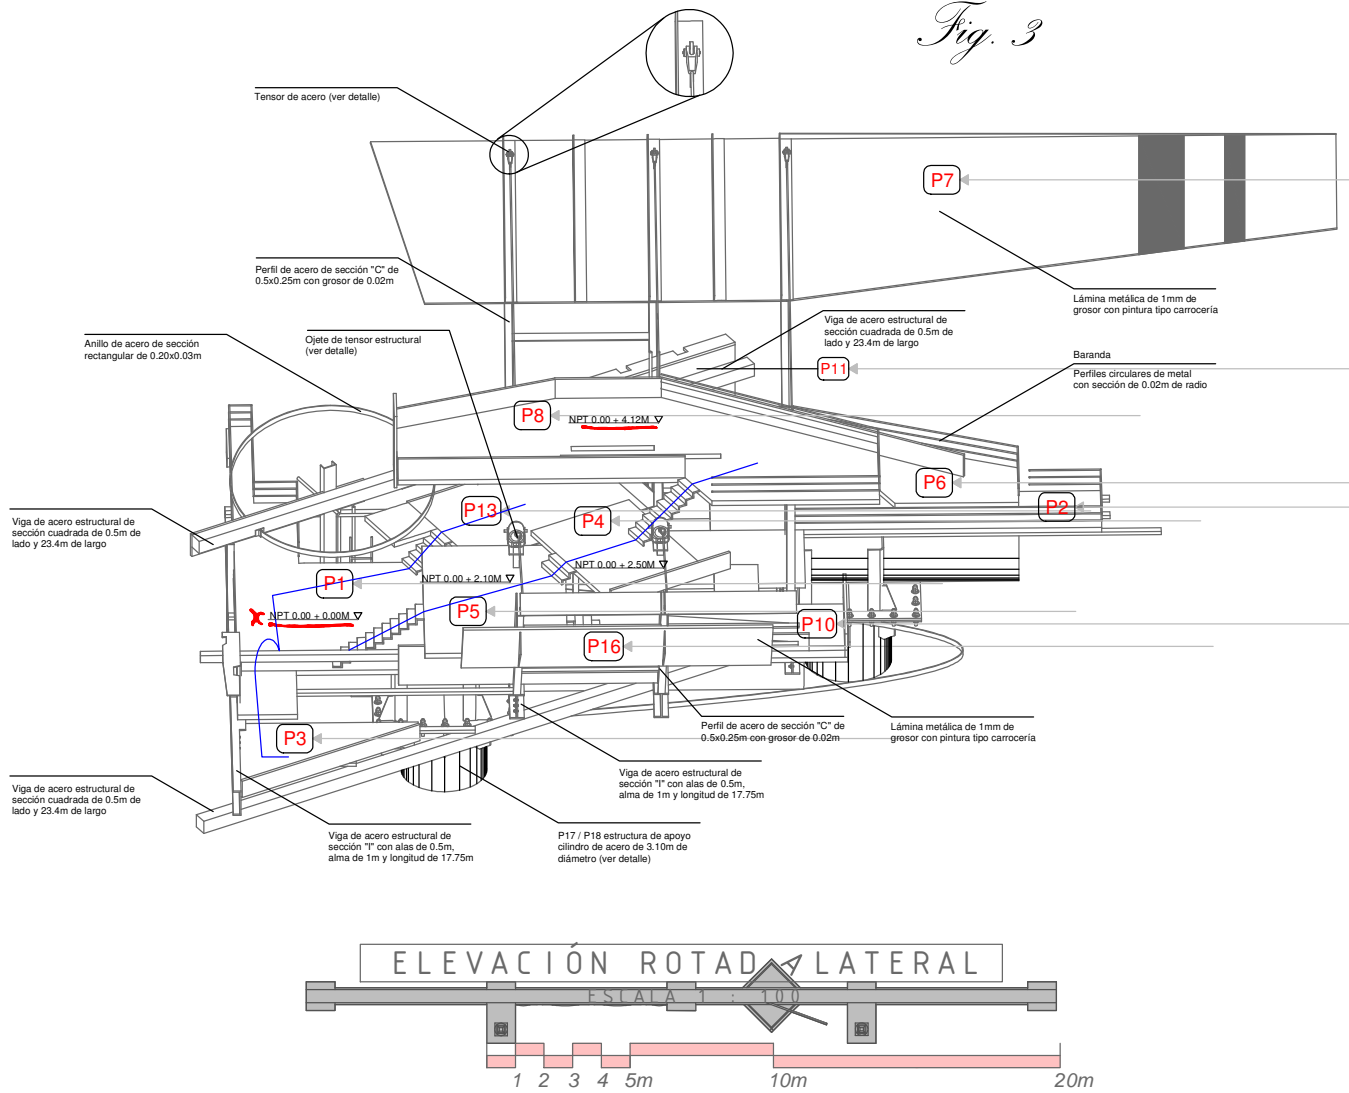 Fig. 3
Tensor de acero (ver detalle)
P7
Perfil de acero de sección "C" de
0.5x0.25m con grosor de 0.02m
Lámina metálica de 1mm de
grosor con pintura tipo carrocería
Viga de acero estructural de
sección cuadrada de 0.5m de
lado y 23.4m de largo
Anillo de acero de sección
rectangular de 0.20x0.03m
Ojete de tensor estructural
(ver detalle)
Baranda
Perfiles circulares de metal
con sección de 0.02m de radio
P11
P8
NPT 0.00 + 4.12M
P6
P2
P13
P4
Viga de acero estructural de
sección cuadrada de 0.5m de
lado y 23.4m de largo
NPT 0.00 + 2.50M
NPT 0.00 + 2.10M
P1
P5
NPT 0.00 + 0.00M
P10
P16
P3
Perfil de acero de sección "C" de
0.5x0.25m con grosor de 0.02m
Lámina metálica de 1mm de
grosor con pintura tipo carrocería
Viga de acero estructural de
sección "I" con alas de 0.5m,
alma de 1m y longitud de 17.75m
Viga de acero estructural de
sección cuadrada de 0.5m de
lado y 23.4m de largo
Viga de acero estructural de
sección "I" con alas de 0.5m,
alma de 1m y longitud de 17.75m
P17 / P18 estructura de apoyo
cilindro de acero de 3.10m de
diámetro (ver detalle)
ELEVACIÓN ROTADA LATERAL
ESCALA 1 : 100
1 2 3 4 5m 10m 20m